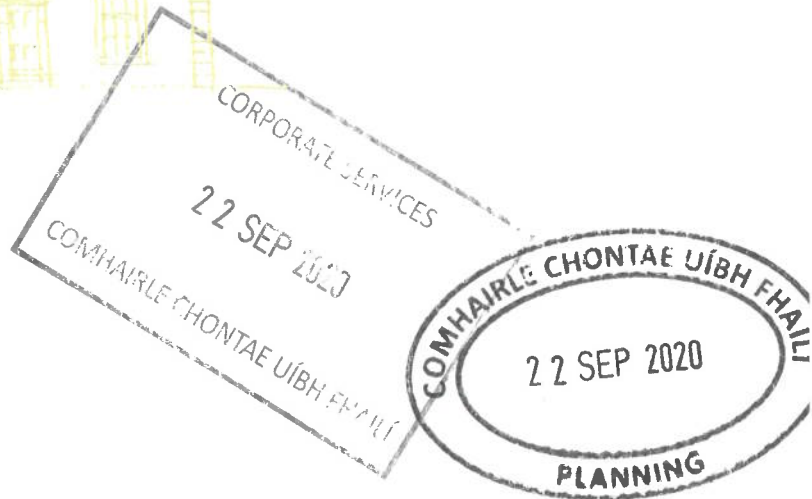 CORPORATE SERVICES
22 SEP 2020
COMHAIRLE CHONTAE UÍBH FHAILÍ
COMHAIRLE CHONTAE UÍBH FHAILÍ
22 SEP 2020
PLANNING